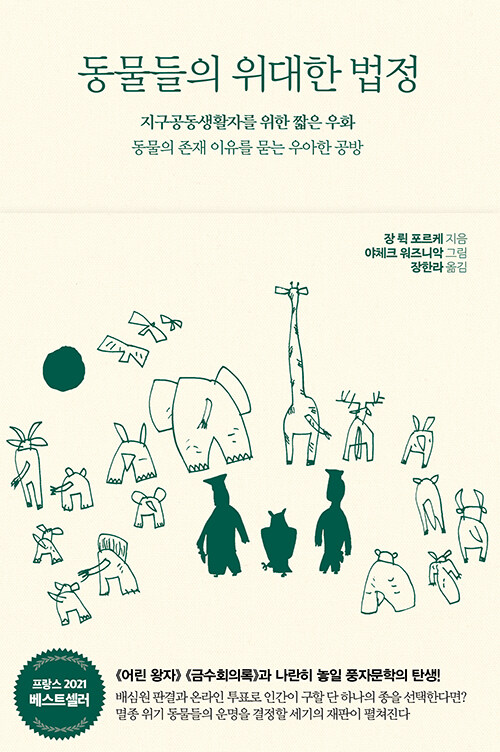 동물들의 위대한 법정
지구공동생활자를 위한 짧은 우화
동물의 존재 이유를 묻는 우아한 공방
장 뤽 포르케 지음
야체크 워즈니악 그림
장한라 옮김
프랑스 2021
베스트셀러
《어린 왕자》 《금수회의록》과 나란히 놓일 풍자문학의 탄생!
배심원 판결과 온라인 투표로 인간이 구할 단 하나의 종을 선택한다면?
멸종 위기 동물들의 운명을 결정할 세기의 재판이 펼쳐진다